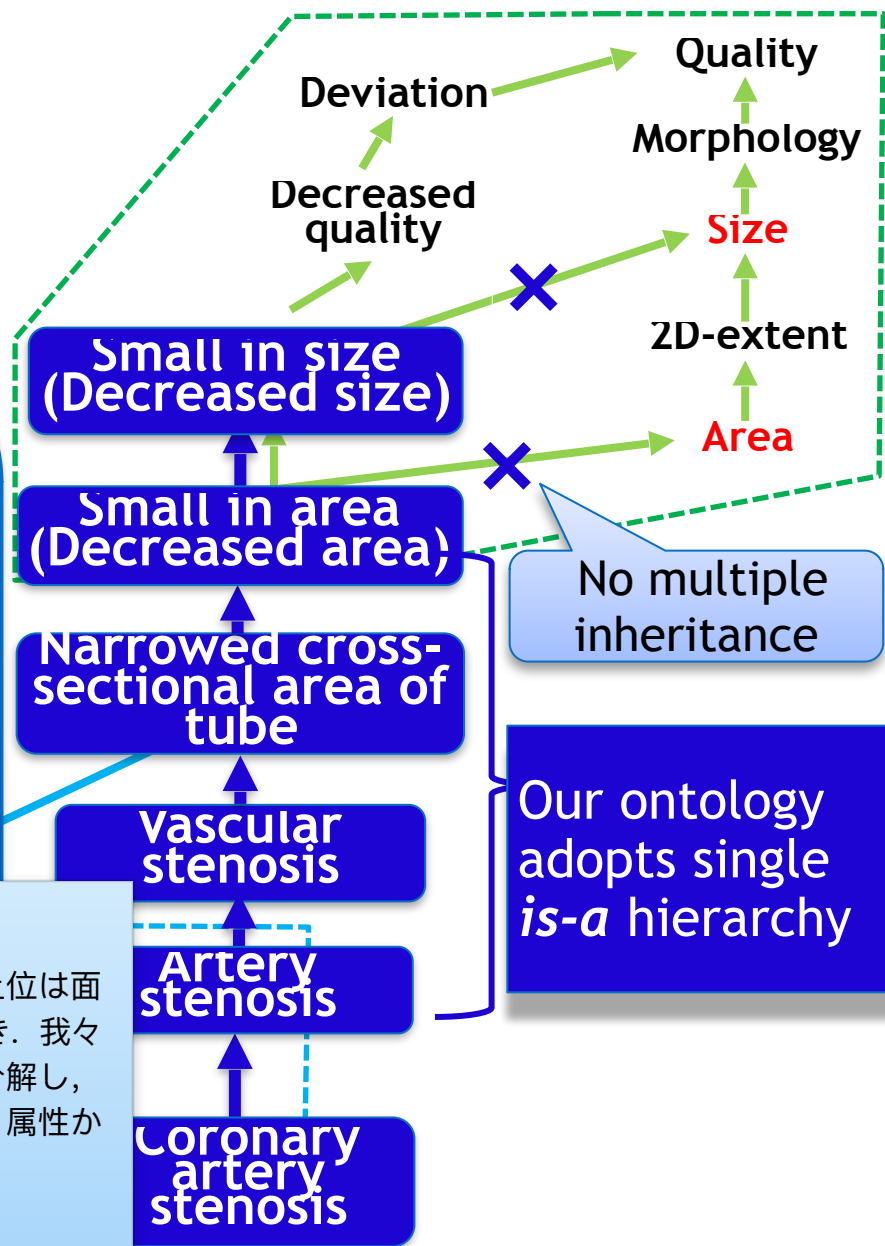 Quality
Deviation
Morphology
Decreased
quality
Size
2D-extent
Small in size
(Decreased size)
Area
Small in area
(Decreased area)
No multiple
inheritance
Narrowed cross-
sectional area of
tube
Our ontology
adopts single
is-a hierarchy
Vascular
stenosis
Artery
stenosis
位は面
．我々
解し，
属性か
Coronary
artery
stenosis